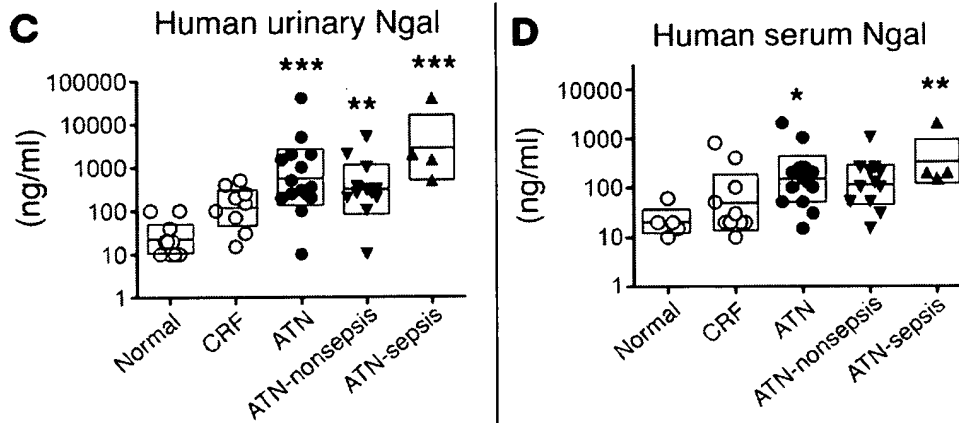 C
Human urinary Ngal
(ng/ml)
100000
10000
1000
100
10
1
***
**
***
Normal
CRF
ATN
ATN-nonsepsis
ATN-sepsis
D
Human serum Ngal
(ng/ml)
10000
1000
100
10
1
*
**
Normal
CRF
ATN
ATN-nonsepsis
ATN-sepsis